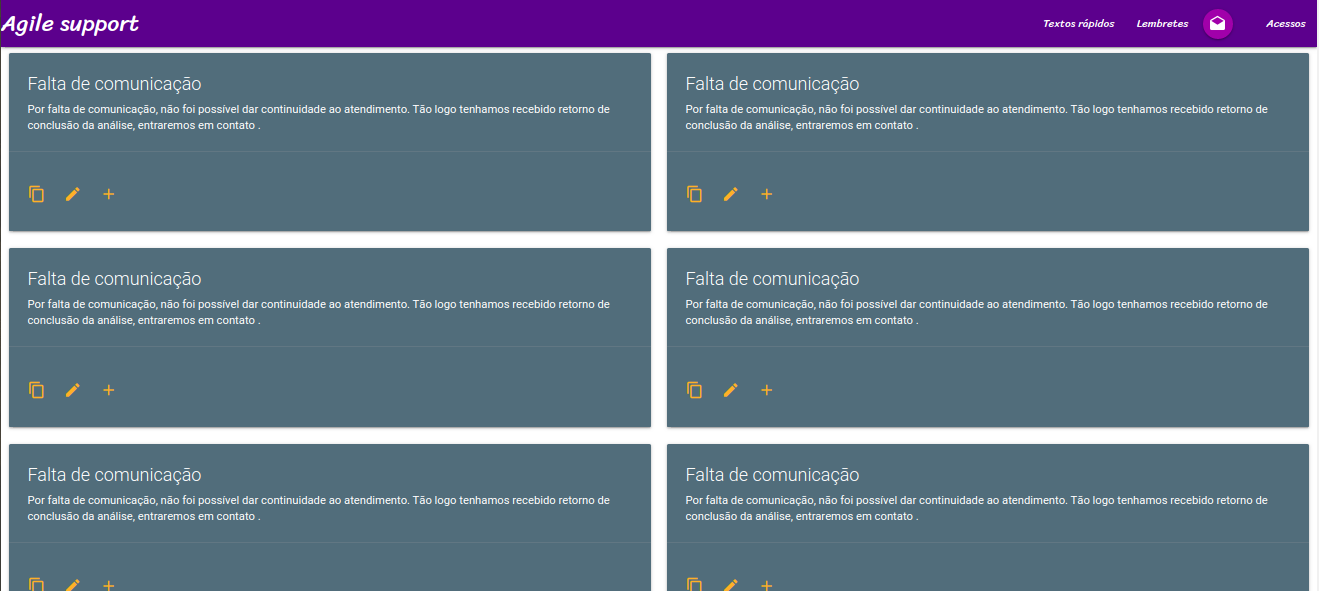 Agile support
Textos rápidos
Lembretes
Acessos
Falta de comunicação
Por falta de comunicação, não foi possível dar continuidade ao atendimento. Tão logo tenhamos recebido retorno de
conclusão da análise, entraremos em contato .
Falta de comunicação
Por falta de comunicação, não foi possível dar continuidade ao atendimento. Tão logo tenhamos recebido retorno de
conclusão da análise, entraremos em contato .
Falta de comunicação
Por falta de comunicação, não foi possível dar continuidade ao atendimento. Tão logo tenhamos recebido retorno de
conclusão da análise, entraremos em contato .
Falta de comunicação
Por falta de comunicação, não foi possível dar continuidade ao atendimento. Tão logo tenhamos recebido retorno de
conclusão da análise, entraremos em contato .
Falta de comunicação
Por falta de comunicação, não foi possível dar continuidade ao atendimento. Tão logo tenhamos recebido retorno de
conclusão da análise, entraremos em contato .
Falta de comunicação
Por falta de comunicação, não foi possível dar continuidade ao atendimento. Tão logo tenhamos recebido retorno de
conclusão da análise, entraremos em contato .